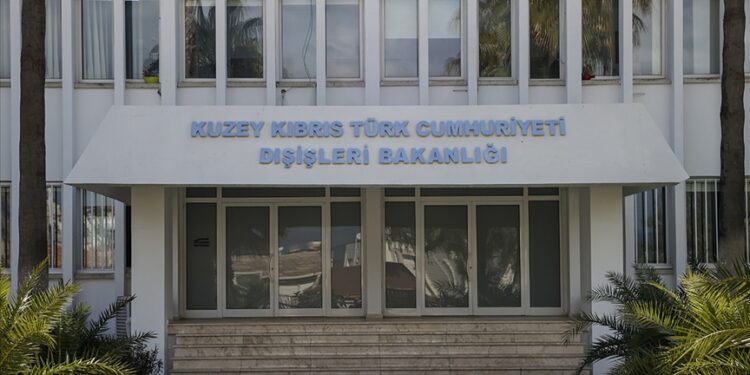 KUZEY KIBRIS TÜRK CUMHURİYETİ
DIŞİŞLERİ BAKANLIĞI